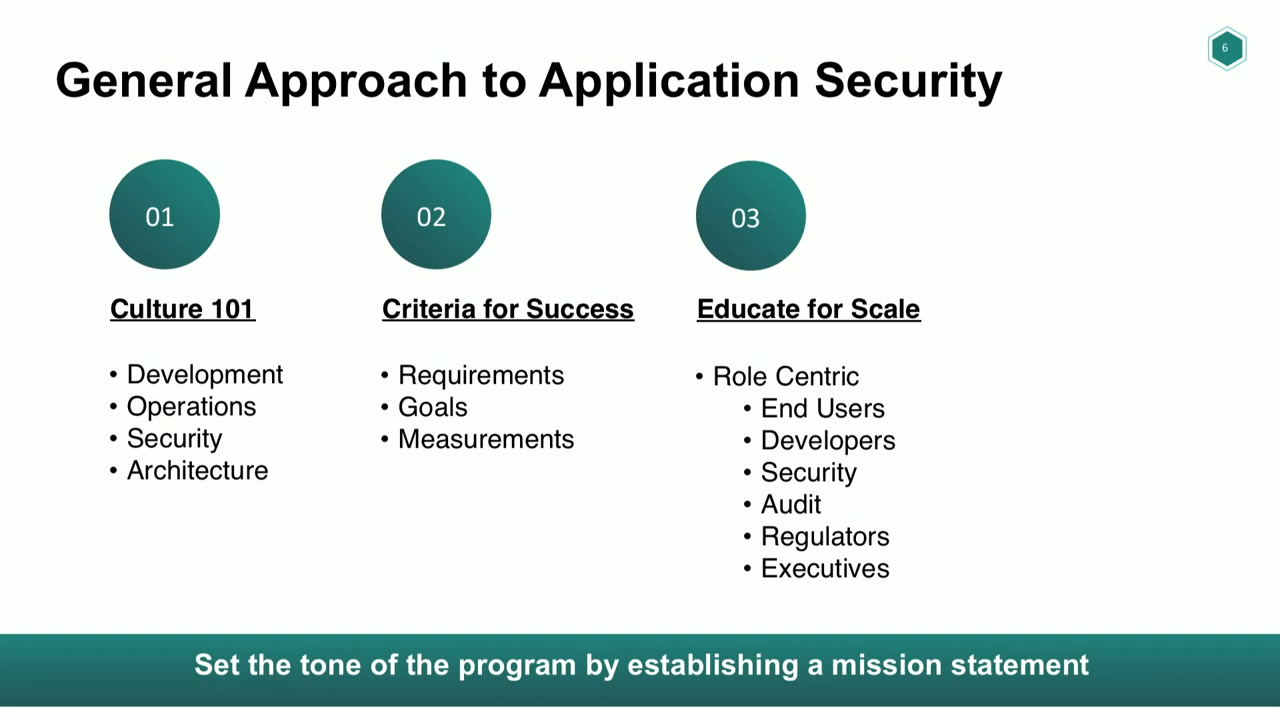 6
General Approach to Application Security
01
Culture 101
• Development
• Operations
• Security
• Architecture
02
Criteria for Success
• Requirements
• Goals
• Measurements
03
Educate for Scale
• Role Centric
• End Users
• Developers
• Security
• Audit
• Regulators
• Executives
Set the tone of the program by establishing a mission statement